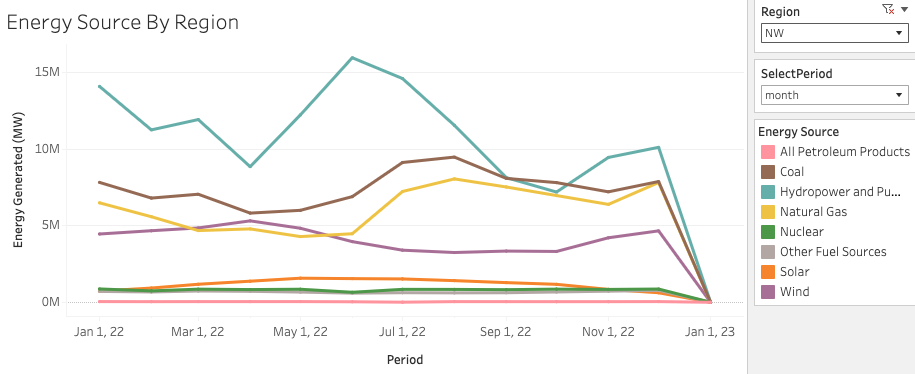 Energy Source By Region
15M
10M
5M
0M
Energy Generated (MW)
Jan 1, 22
Mar 1, 22
May 1, 22
Jul 1, 22
Sep 1, 22
Nov 1, 22
Jan 1, 23
Period
Region
NW
SelectPeriod
month
Energy Source
All Petroleum Products
Coal
Hydropower and Pu...
Natural Gas
Nuclear
Other Fuel Sources
Solar
Wind